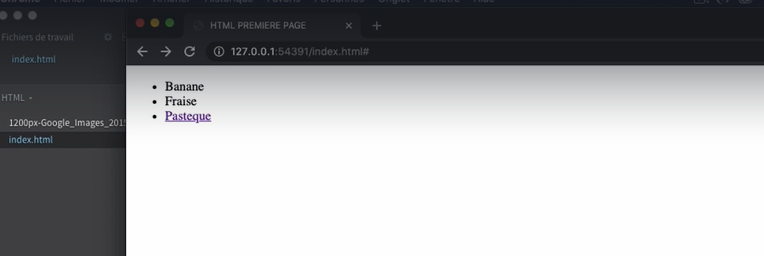 Fichiers de travail
index.html
HTML
1200px-Google_Images_201
index.html
HTML PREMIERE PAGE
127.0.0.1:54391/index.html#
Banane
Fraise
Pasteque